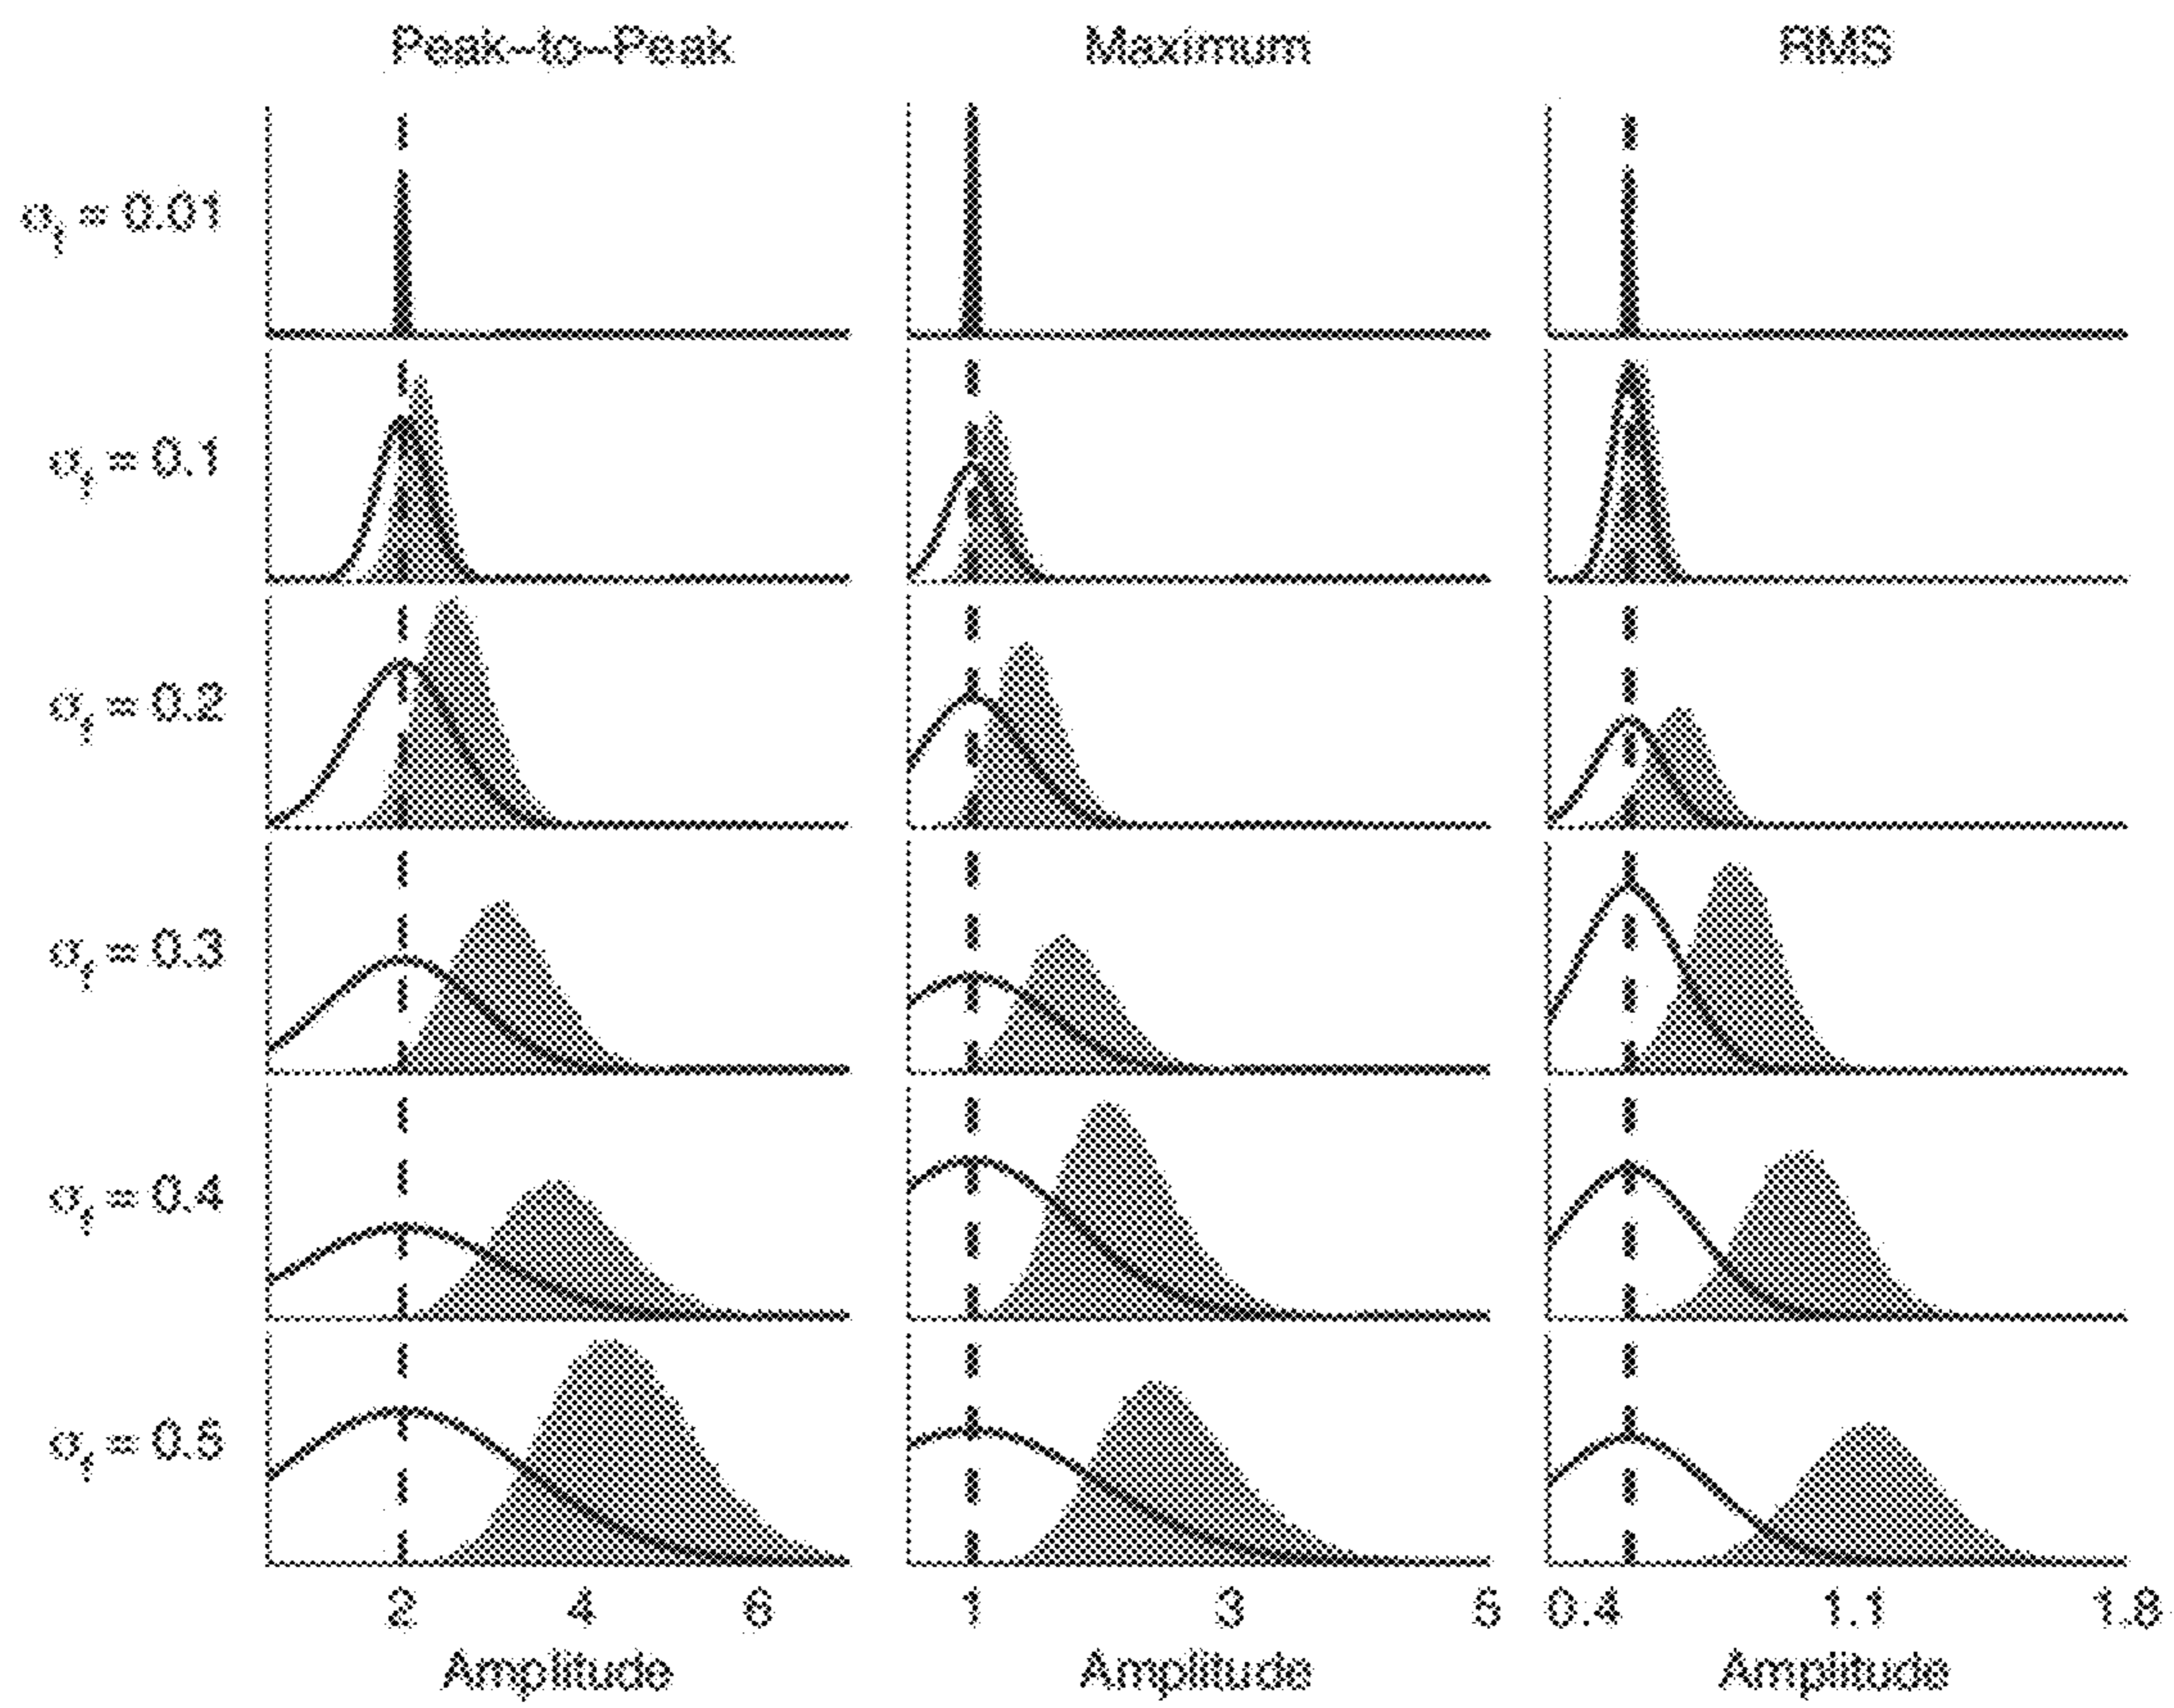 Peak-to-Peak Maximum RMS
σ₁ = 0.01
σ₁ = 0.1
σ₁ = 0.2
σ₁ = 0.3
σ₁ = 0.4
σ₁ = 0.5
2 4 6 1 3 5 0.4 1.1 1.8
Amplitude Amplitude Amplitude